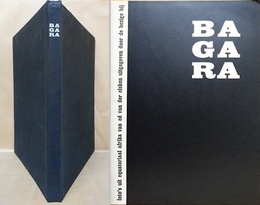 BA
GA
RA
foto's uit equatoriaal afrika van ed van der elsken uitgegeven door de bezige bij
BA
GA
RA